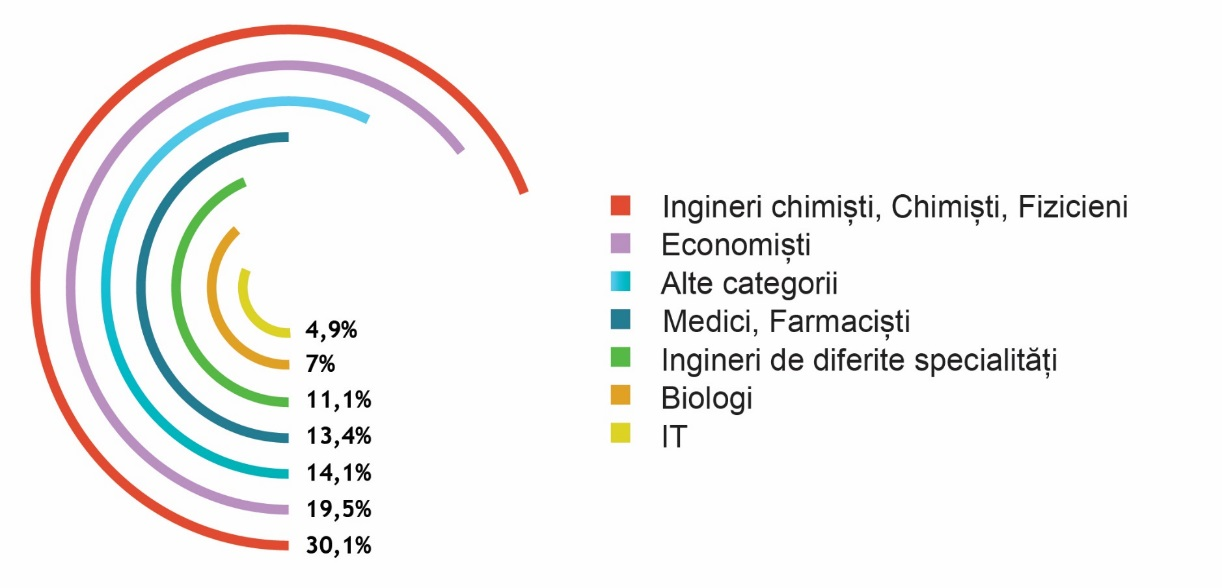 4,9%
7%
11,1%
13,4%
14,1%
19,5%
30,1%
Ingineri chimiști, Chimiști, Fizicieni
Economiști
Alte categorii
Medici, Farmaciști
Ingineri de diferite specialități
Biologi
IT